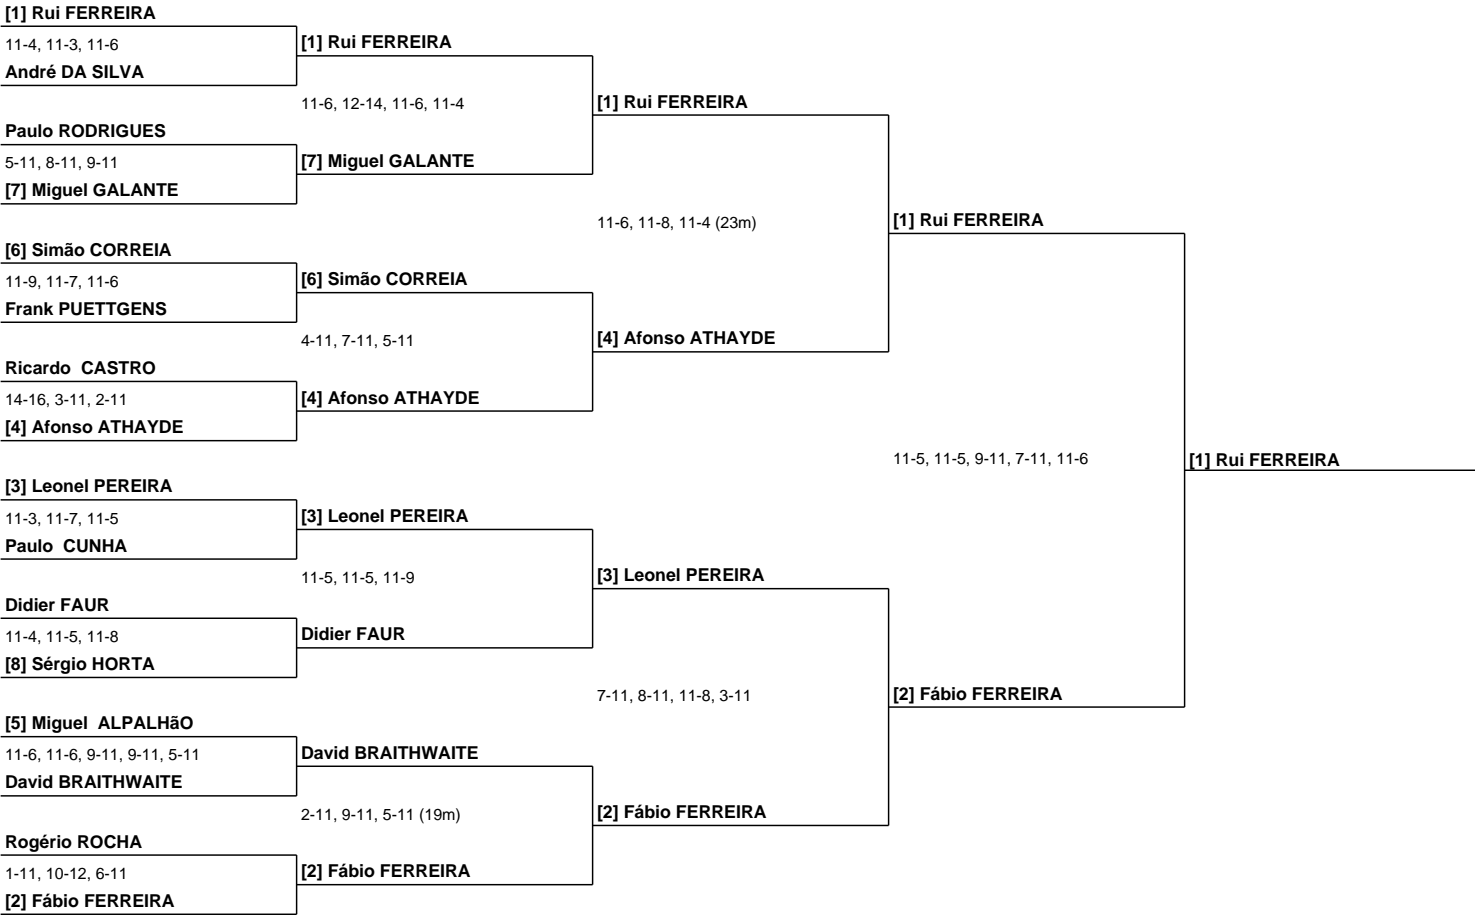 [1] Rui FERREIRA
11-4, 11-3, 11-6
André DA SILVA
Paulo RODRIGUES
5-11, 8-11, 9-11
[7] Miguel GALANTE
[6] Simão CORREIA
11-9, 11-7, 11-6
Frank PUETTGENS
Ricardo  CASTRO
14-16, 3-11, 2-11
[4] Afonso ATHAYDE
[3] Leonel PEREIRA
11-3, 11-7, 11-5
Paulo  CUNHA
Didier FAUR
11-4, 11-5, 11-8
[8] Sérgio HORTA
[5] Miguel  ALPALHãO
11-6, 11-6, 9-11, 9-11, 5-11
David BRAITHWAITE
Rogério ROCHA
1-11, 10-12, 6-11
[2] Fábio FERREIRA
[1] Rui FERREIRA
11-6, 12-14, 11-6, 11-4
[7] Miguel GALANTE
[6] Simão CORREIA
4-11, 7-11, 5-11
[4] Afonso ATHAYDE
[3] Leonel PEREIRA
11-5, 11-5, 11-9
Didier FAUR
David BRAITHWAITE
2-11, 9-11, 5-11 (19m)
[2] Fábio FERREIRA
[1] Rui FERREIRA
11-6, 11-8, 11-4 (23m)
[4] Afonso ATHAYDE
[3] Leonel PEREIRA
7-11, 8-11, 11-8, 3-11
[2] Fábio FERREIRA
[1] Rui FERREIRA
11-5, 11-5, 9-11, 7-11, 11-6
[2] Fábio FERREIRA
[1] Rui FERREIRA